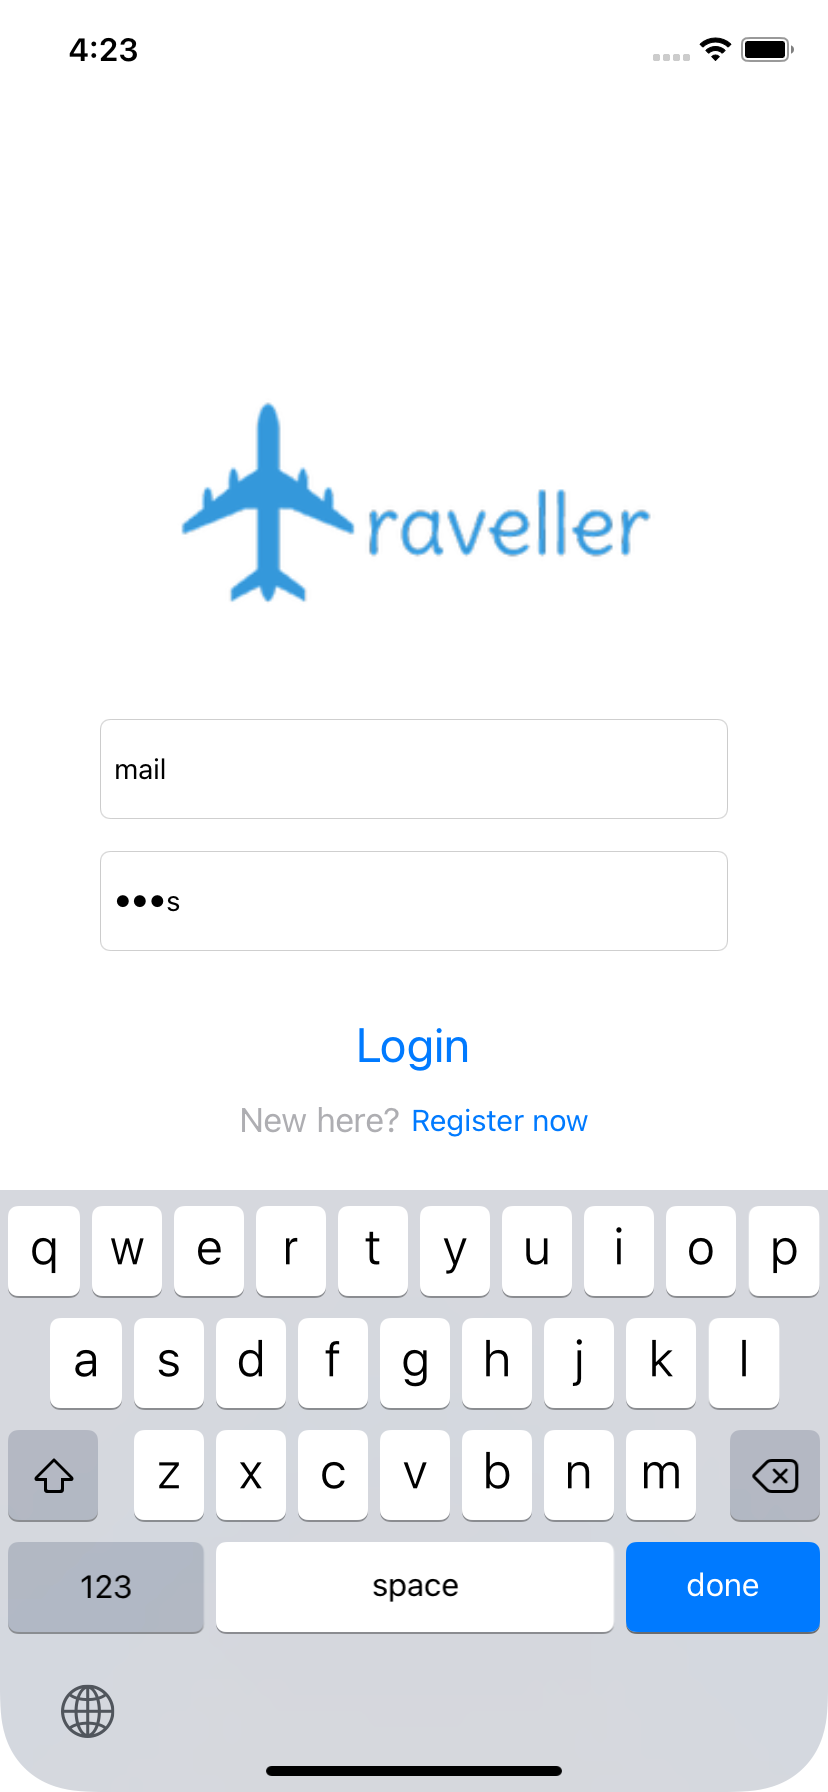 4:23
raveller
mail
•••s
Login
New here? Register now
q w e r t y u i o p
a s d f g h j k l
z x c v b n m
123 space done